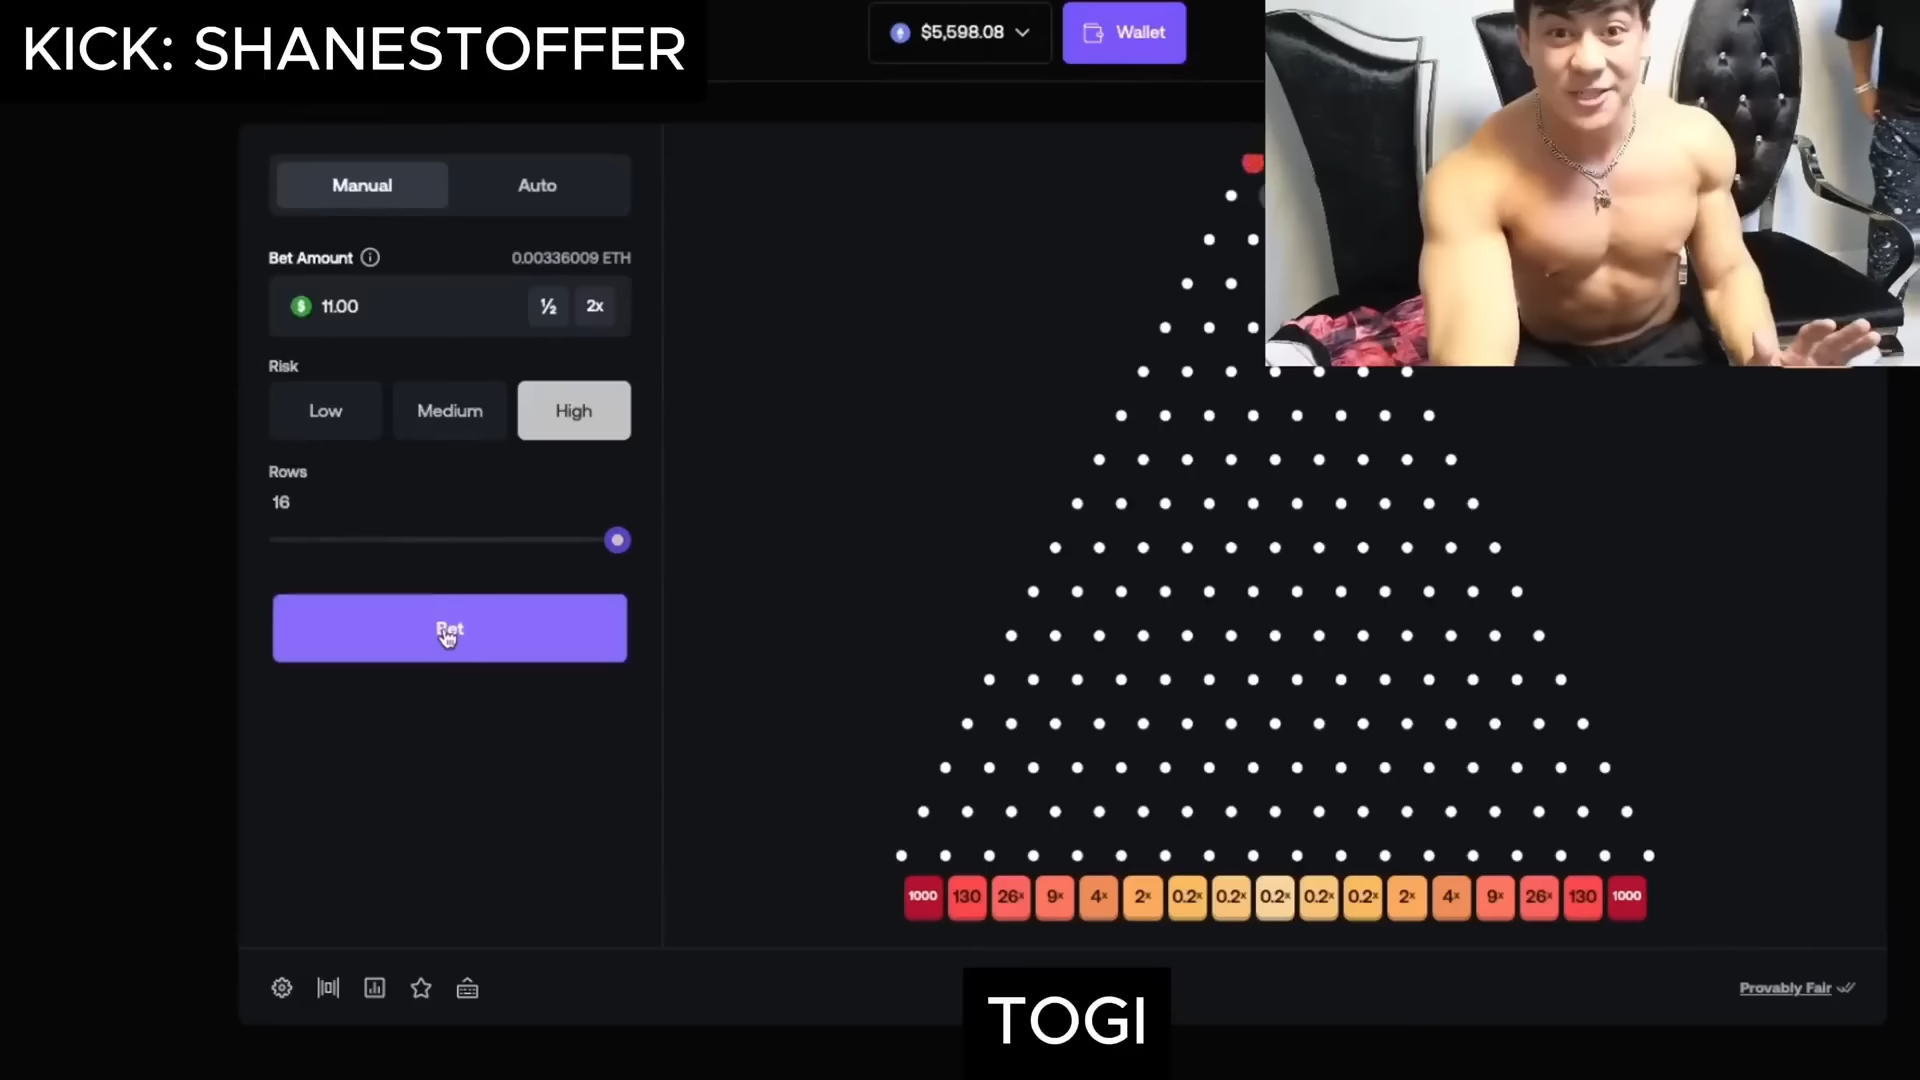 KICK: SHANESTOFFER
$5,598.08
Wallet
Manual
Auto
Bet Amount
0.00336009 ETH
11.00
½
2x
Risk
Low
Medium
High
Rows
16
Bet
1000 130 26x 9x 4x 2x 0.2x 0.2x 0.2x 0.2x 0.2x 2x 4x 9x 26x 130 1000
Provably Fair
TOGI